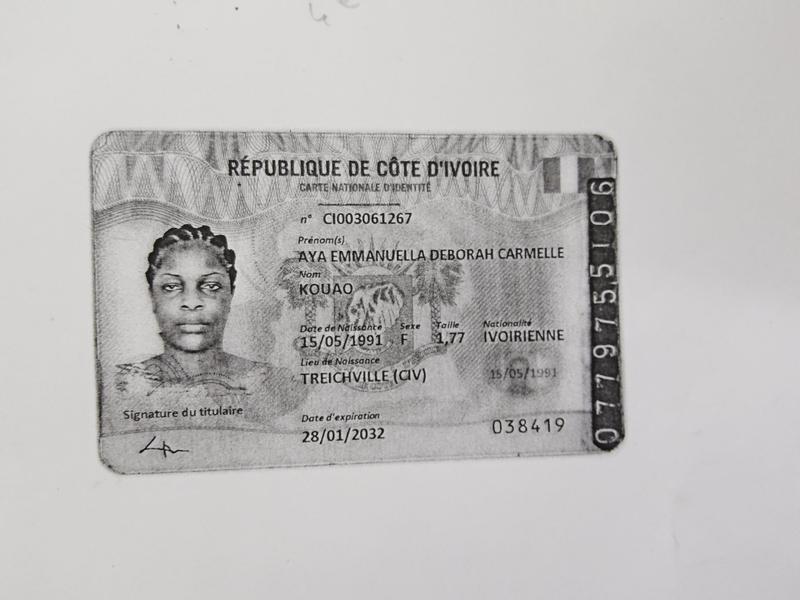 RÉPUBLIQUE DE CÔTE D'IVOIRE
CARTE NATIONALE D'IDENTITÉ
n° CI003061267
Prénom(s)
AYA EMMANUELLA DEBORAH CARMELLE
Nom
KOUAO
Date de Naissance Sexe Taille Nationalité
15/05/1991 F 1,77 IVOIRIENNE
Lieu de Naissance
TREICHVILLE (CIV)
15/05/1991
Signature du titulaire
Date d'expiration
28/01/2032
038419
0779755106